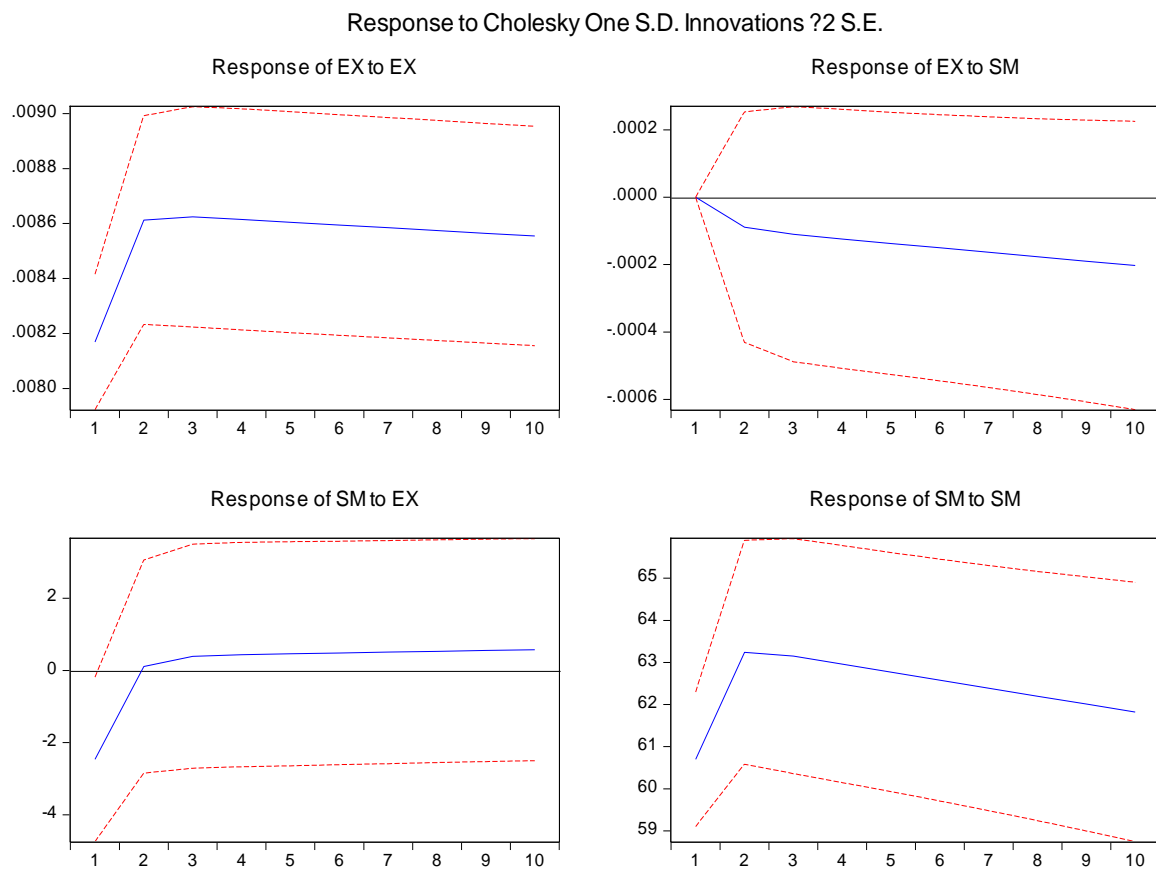 Response to Cholesky One S.D. Innovations ?2 S.E.
Response of EX to EX
.0090
.0088
.0086
.0084
.0082
.0080
1 2 3 4 5 6 7 8 9 10
Response of EX to SM
.0002
.0000
-.0002
-.0004
-.0006
1 2 3 4 5 6 7 8 9 10
Response of SM to EX
2
0
-2
-4
1 2 3 4 5 6 7 8 9 10
Response of SM to SM
65
64
63
62
61
60
59
1 2 3 4 5 6 7 8 9 10